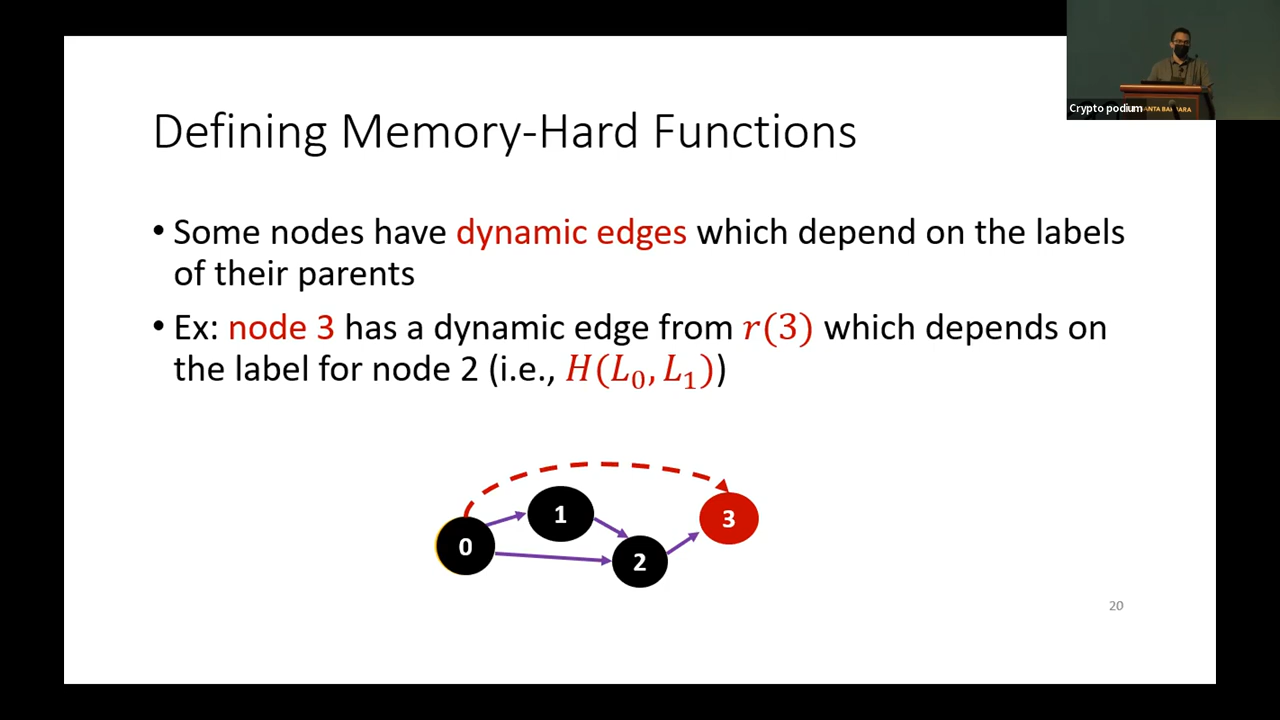 Crypto podium
Defining Memory-Hard Functions
• Some nodes have dynamic edges which depend on the labels
of their parents
• Ex: node 3 has a dynamic edge from r(3) which depends on
the label for node 2 (i.e., H(L₀, L₁))
1
3
0
2
20